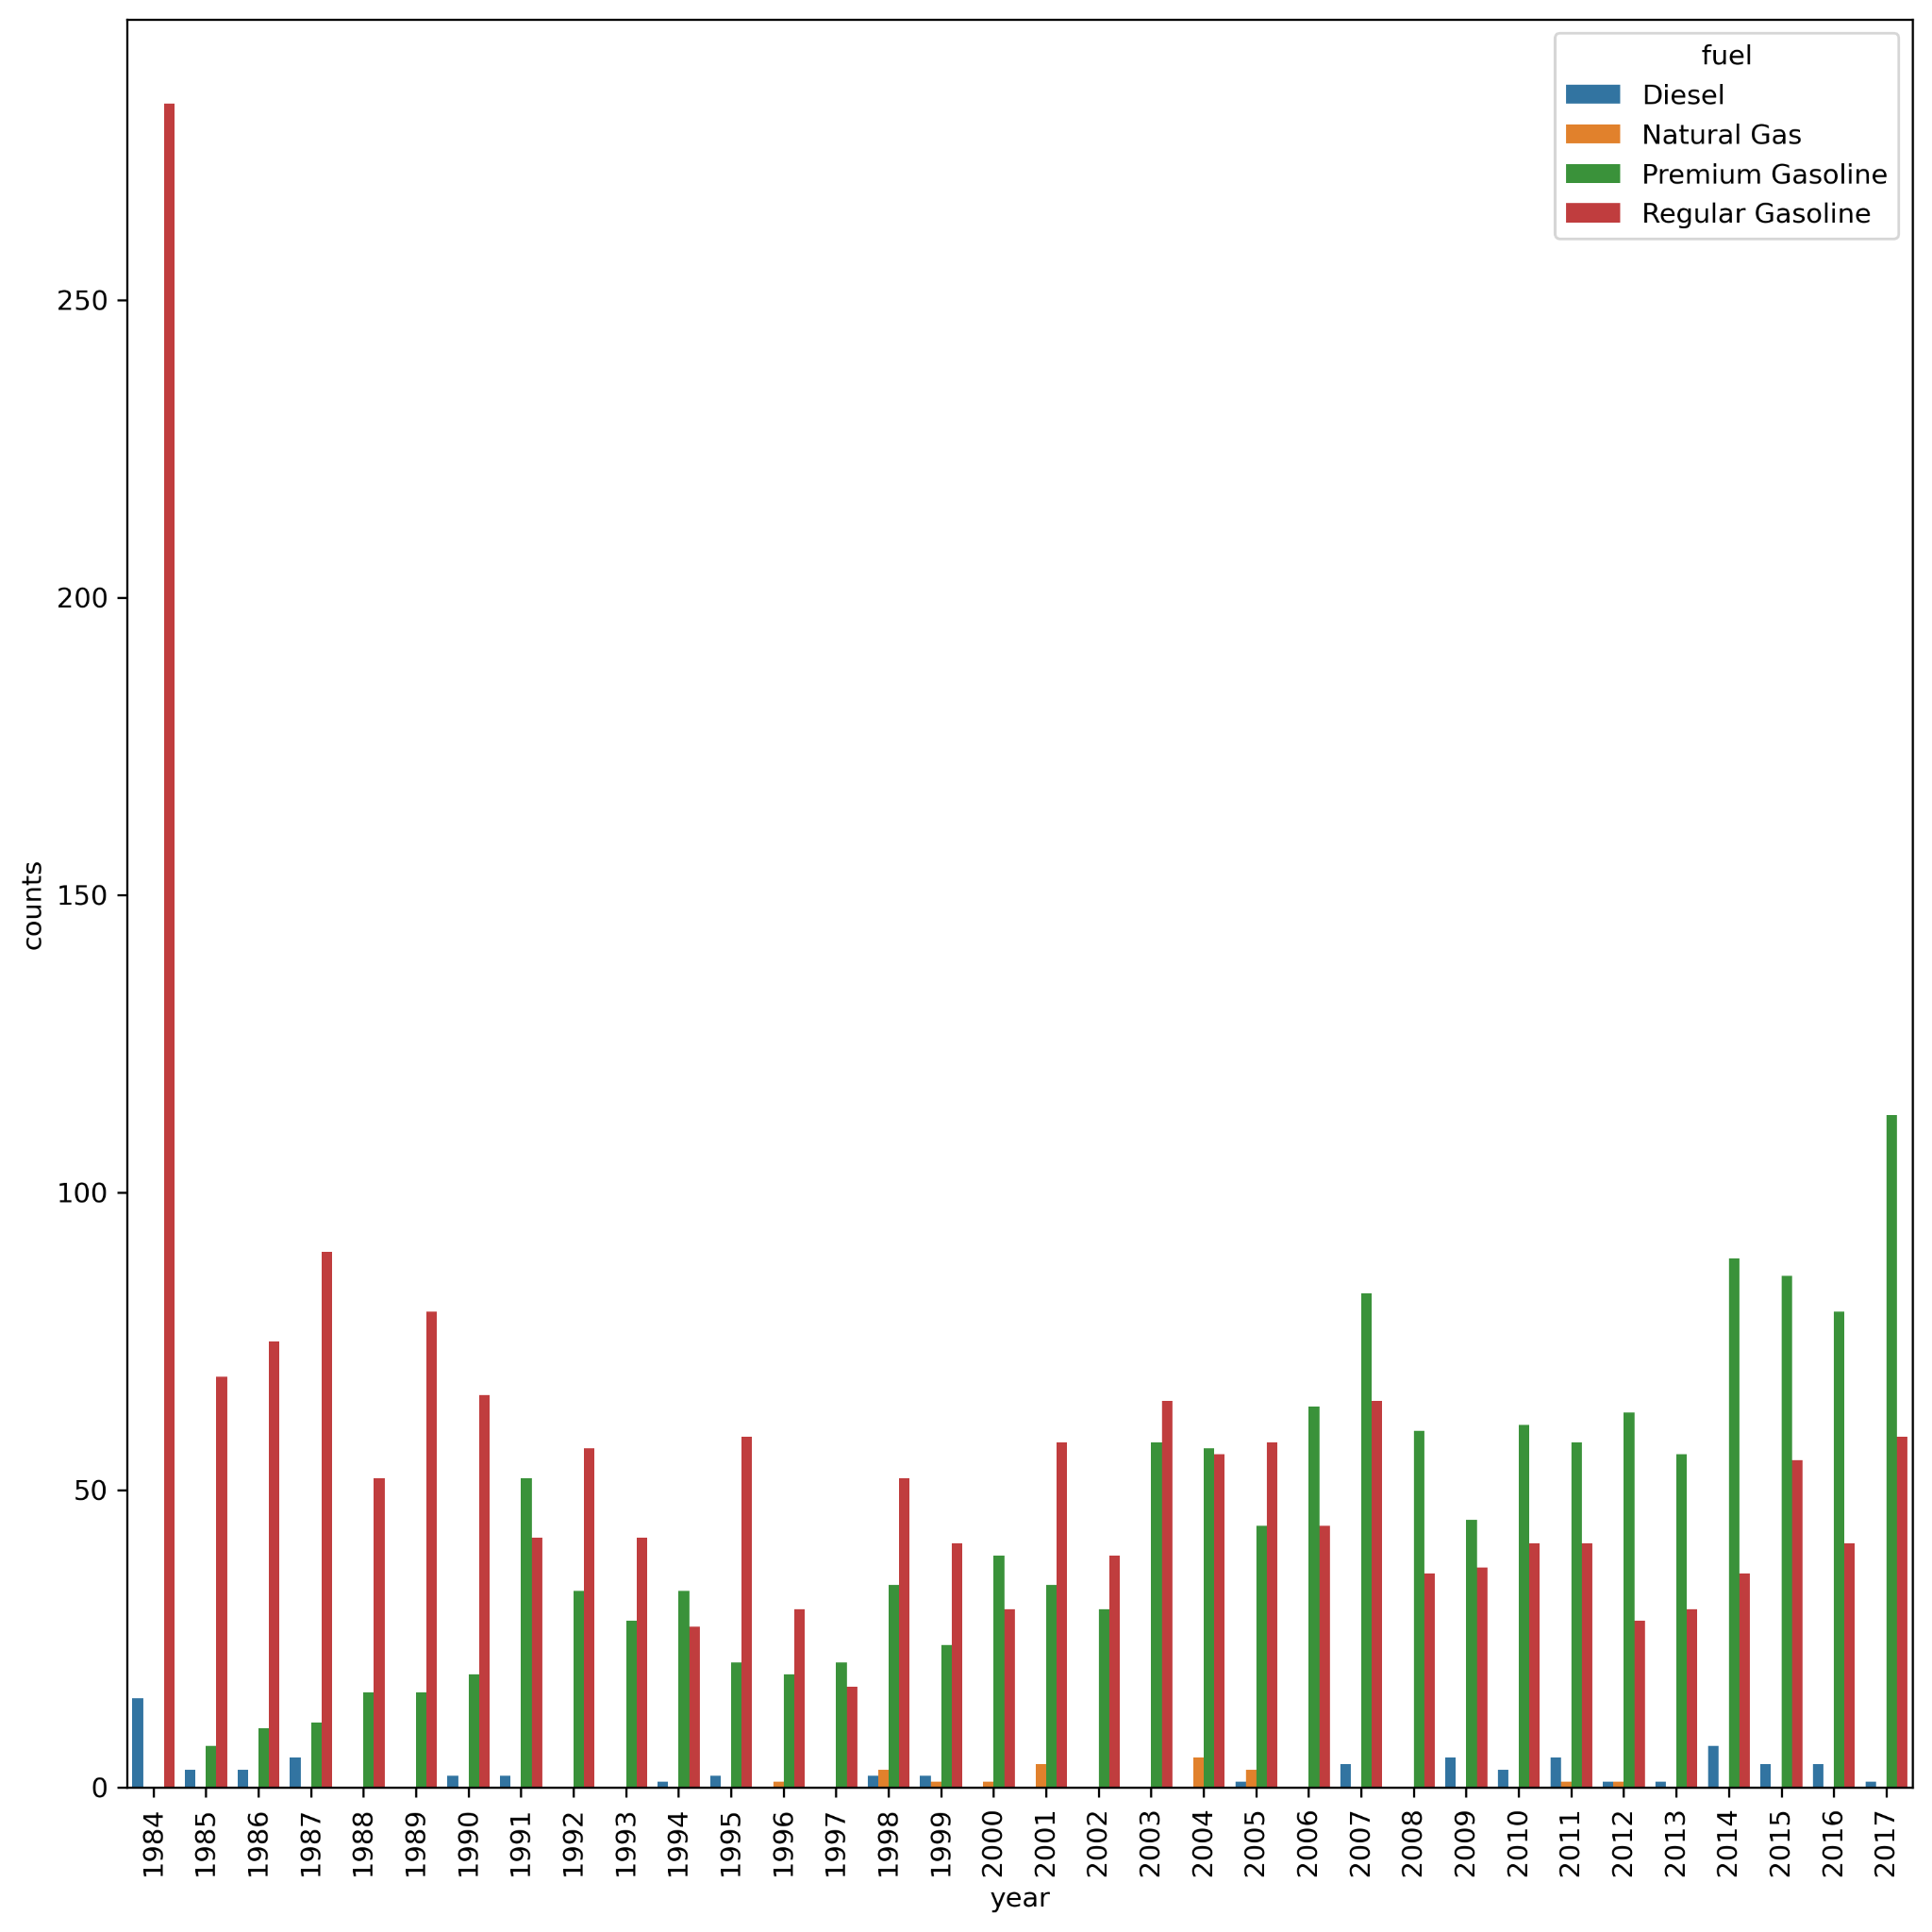 fuel
Diesel
Natural Gas
Premium Gasoline
Regular Gasoline
250
200
150
100
50
0
counts
1984 1985 1986 1987 1988 1989 1990 1991 1992 1993 1994 1995 1996 1997 1998 1999 2000 2001 2002 2003 2004 2005 2006 2007 2008 2009 2010 2011 2012 2013 2014 2015 2016 2017
year